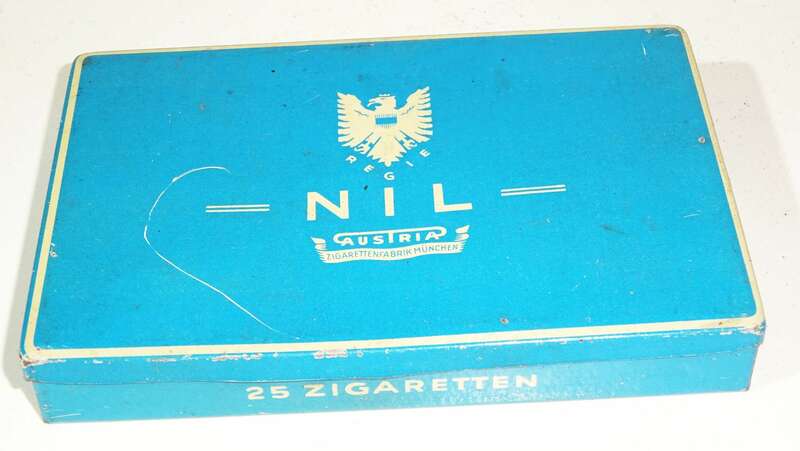 REGIE
NIL
AUSTRIA
ZIGARETTENFABRIK MÜNCHEN
25 ZIGARETTEN